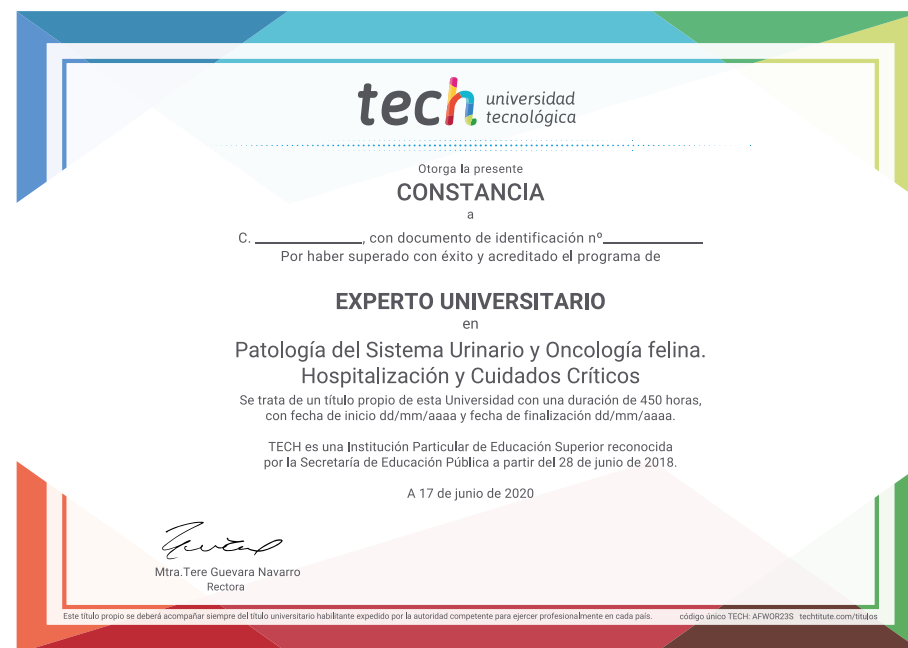 tech universidad
tecnológica
Otorga la presente
CONSTANCIA
a
C. ____________, con documento de identificación nº____________
Por haber superado con éxito y acreditado el programa de
EXPERTO UNIVERSITARIO
en
Patología del Sistema Urinario y Oncología felina.
Hospitalización y Cuidados Críticos
Se trata de un título propio de esta Universidad con una duración de 450 horas,
con fecha de inicio dd/mm/aaaa y fecha de finalización dd/mm/aaaa.
TECH es una Institución Particular de Educación Superior reconocida
por la Secretaría de Educación Pública a partir del 28 de junio de 2018.
A 17 de junio de 2020
Mtra.Tere Guevara Navarro
Rectora
Este título propio se deberá acompañar siempre del título universitario habilitante expedido por la autoridad competente para ejercer profesionalmente en cada país. código único TECH: AFWOR23S techtitute.com/titulos